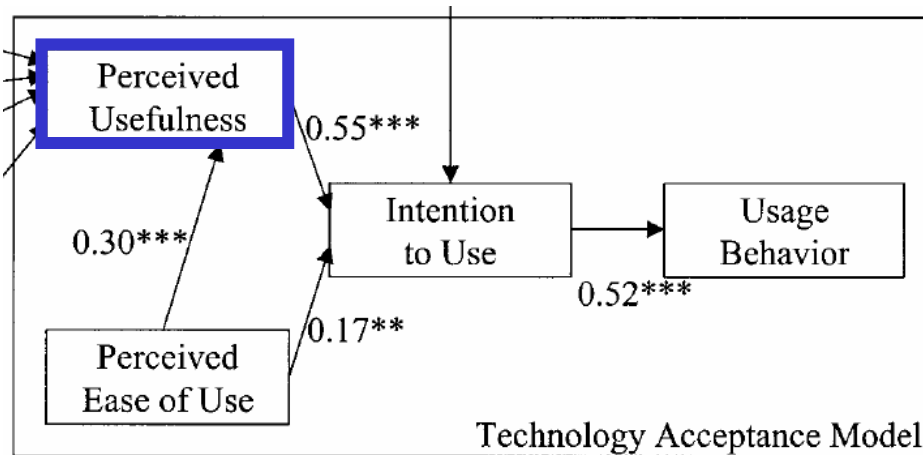 Perceived
Usefulness
0.55***
Intention
to Use
Usage
Behavior
0.30***
0.52***
0.17**
Perceived
Ease of Use
Technology Acceptance Model